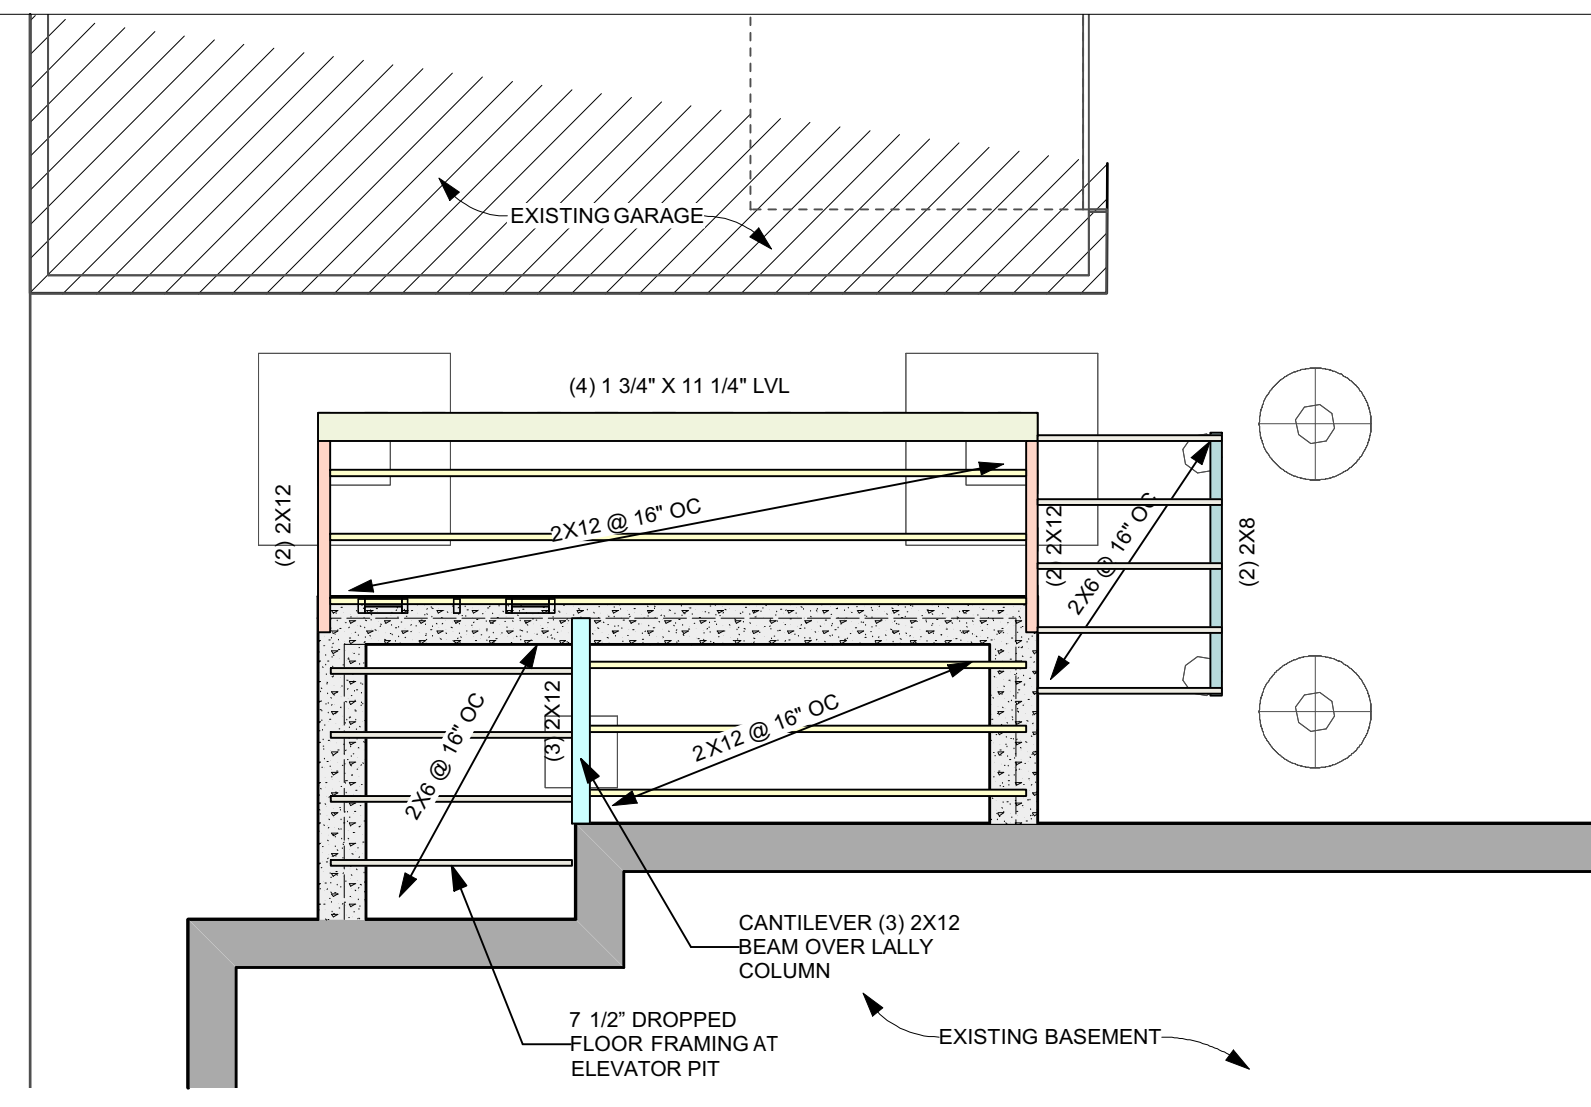 EXISTING GARAGE
(4) 1 3/4" X 11 1/4" LVL
(2) 2X12
2X12 @ 16" OC
(2) 2X12
2X6 @ 16" OC
(2) 2X8
2X6 @ 16" OC
(3) 2X12
2X12 @ 16" OC
CANTILEVER (3) 2X12
BEAM OVER LALLY
COLUMN
7 1/2” DROPPED
FLOOR FRAMING AT
ELEVATOR PIT
EXISTING BASEMENT